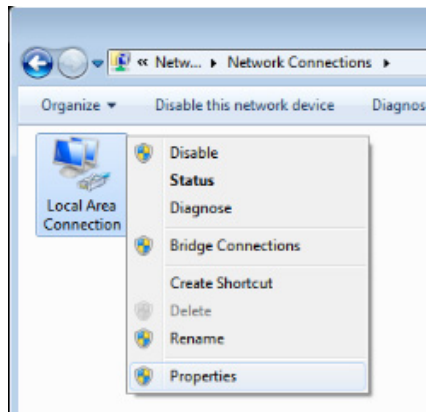 « Netw... ▸ Network Connections ▸
Organize ▾ Disable this network device Diagnos
Local Area
Connection
Disable
Status
Diagnose
Bridge Connections
Create Shortcut
Delete
Rename
Properties